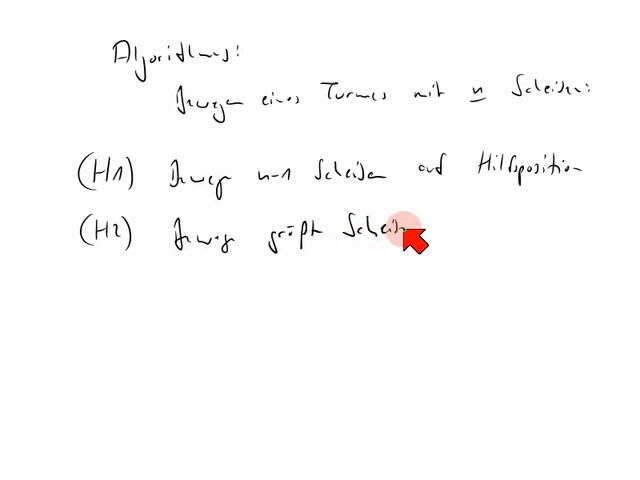 Algorithmus:
Bewegen eines Turmes mit n Scheiben:
(H1) Bewege n-1 Scheiben auf Hilfsposition
(H2) Bewege größte Scheibe